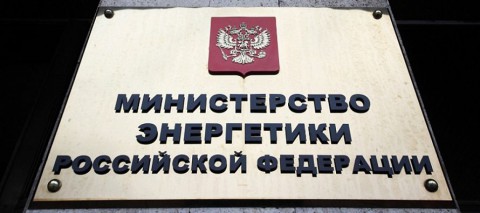 МИНИСТЕРСТВО
ЭНЕРГЕТИКИ
РОССИЙСКОЙ ФЕДЕРАЦИИ